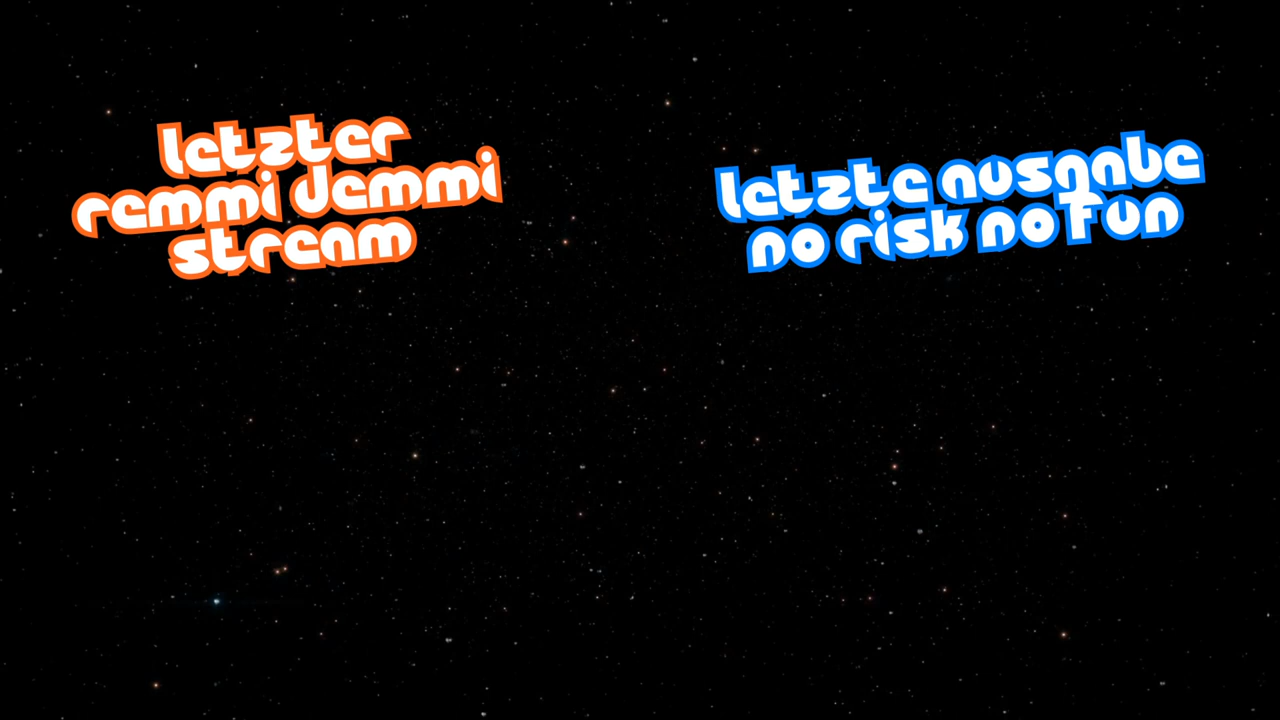 letzter
remmi demmi
stream
letzte ausgabe
no risk no fun